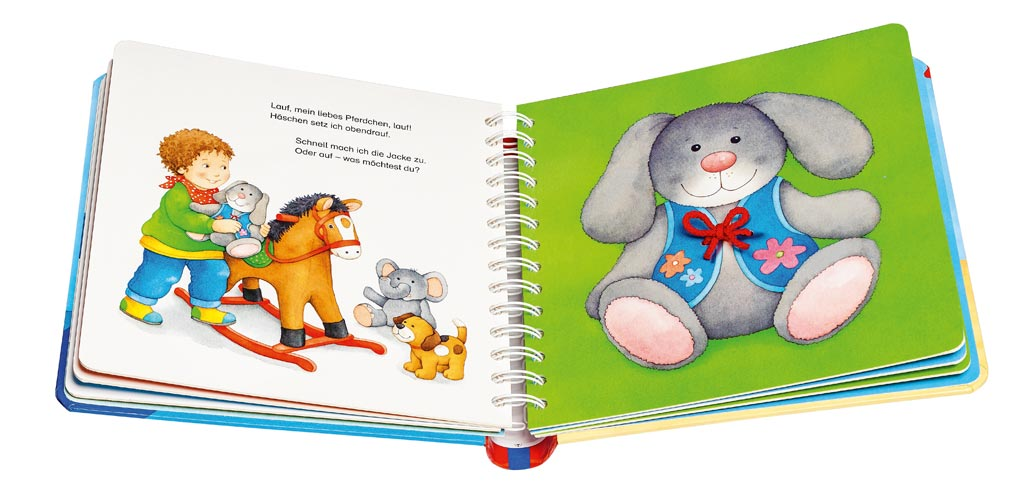 Lauf, mein liebes Pferdchen, lauf!
Häschen setz ich obendrauf.
Schnell mach ich die Jacke zu.
Oder auf – was möchtest du?